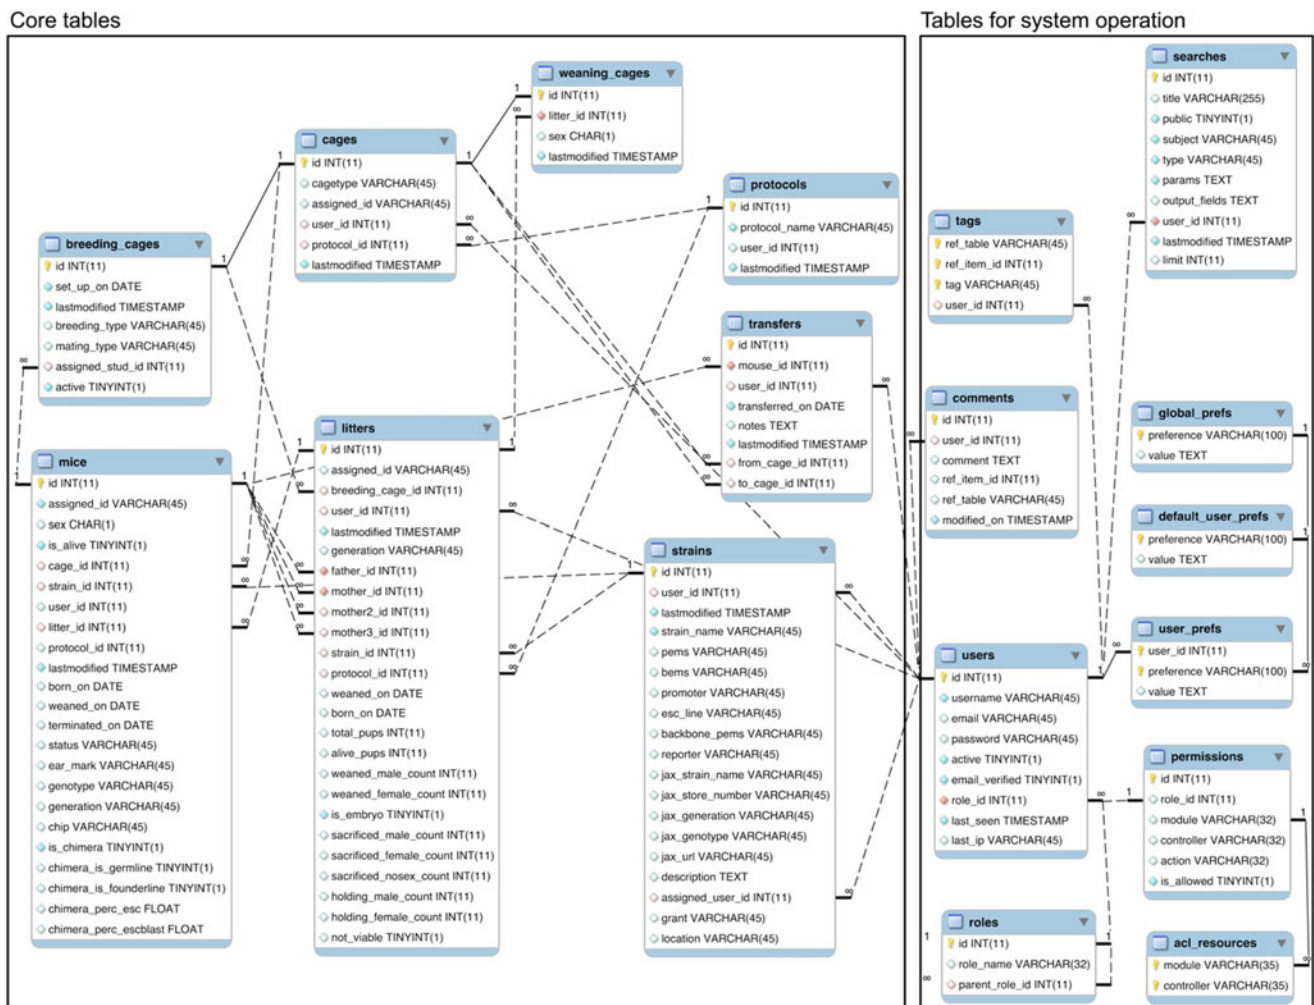 Core tables
weaning_cages
id INT(11)
litter_id INT(11)
sex CHAR(1)
lastmodified TIMESTAMP
cages
id INT(11)
cagetype VARCHAR(45)
assigned_id VARCHAR(45)
user_id INT(11)
protocol_id INT(11)
lastmodified TIMESTAMP
protocols
id INT(11)
protocol_name VARCHAR(45)
user_id INT(11)
lastmodified TIMESTAMP
breeding_cages
id INT(11)
set_up_on DATE
lastmodified TIMESTAMP
breeding_type VARCHAR(45)
mating_type VARCHAR(45)
assigned_stud_id INT(11)
active TINYINT(1)
transfers
id INT(11)
mouse_id INT(11)
user_id INT(11)
transferred_on DATE
notes TEXT
lastmodified TIMESTAMP
from_cage_id INT(11)
to_cage_id INT(11)
mice
id INT(11)
assigned_id VARCHAR(45)
sex CHAR(1)
is_alive TINYINT(1)
cage_id INT(11)
strain_id INT(11)
user_id INT(11)
litter_id INT(11)
protocol_id INT(11)
lastmodified TIMESTAMP
born_on DATE
weaned_on DATE
terminated_on DATE
status VARCHAR(45)
ear_mark VARCHAR(45)
genotype VARCHAR(45)
generation VARCHAR(45)
chip VARCHAR(45)
is_chimera TINYINT(1)
chimera_is_germline TINYINT(1)
chimera_is_founderline TINYINT(1)
chimera_perc_esc FLOAT
chimera_perc_escblast FLOAT
litters
id INT(11)
assigned_id VARCHAR(45)
breeding_cage_id INT(11)
user_id INT(11)
lastmodified TIMESTAMP
generation VARCHAR(45)
father_id INT(11)
mother_id INT(11)
mother2_id INT(11)
mother3_id INT(11)
strain_id INT(11)
protocol_id INT(11)
weaned_on DATE
born_on DATE
total_pups INT(11)
alive_pups INT(11)
weaned_male_count INT(11)
weaned_female_count INT(11)
is_embryo TINYINT(1)
sacrificed_male_count INT(11)
sacrificed_female_count INT(11)
sacrificed_nosex_count INT(11)
holding_male_count INT(11)
holding_female_count INT(11)
not_viable TINYINT(1)
strains
id INT(11)
user_id INT(11)
lastmodified TIMESTAMP
strain_name VARCHAR(45)
pems VARCHAR(45)
bems VARCHAR(45)
promoter VARCHAR(45)
esc_line VARCHAR(45)
backbone_pems VARCHAR(45)
reporter VARCHAR(45)
jax_strain_name VARCHAR(45)
jax_store_number VARCHAR(45)
jax_generation VARCHAR(45)
jax_genotype VARCHAR(45)
jax_url VARCHAR(45)
description TEXT
assigned_user_id INT(11)
grant VARCHAR(45)
location VARCHAR(45)
Tables for system operation
searches
id INT(11)
title VARCHAR(255)
public TINYINT(1)
subject VARCHAR(45)
type VARCHAR(45)
params TEXT
output_fields TEXT
user_id INT(11)
lastmodified TIMESTAMP
limit INT(11)
tags
ref_table VARCHAR(45)
ref_item_id INT(11)
tag VARCHAR(45)
user_id INT(11)
comments
id INT(11)
user_id INT(11)
comment TEXT
ref_item_id INT(11)
ref_table VARCHAR(45)
modified_on TIMESTAMP
global_prefs
preference VARCHAR(100)
value TEXT
default_user_prefs
preference VARCHAR(100)
value TEXT
user_prefs
user_id INT(11)
preference VARCHAR(100)
value TEXT
users
id INT(11)
username VARCHAR(45)
email VARCHAR(45)
password VARCHAR(45)
active TINYINT(1)
email_verified TINYINT(1)
role_id INT(11)
last_seen TIMESTAMP
last_ip VARCHAR(45)
permissions
id INT(11)
role_id INT(11)
module VARCHAR(32)
controller VARCHAR(32)
action VARCHAR(32)
is_allowed TINYINT(1)
roles
id INT(11)
role_name VARCHAR(32)
parent_role_id INT(11)
acl_resources
module VARCHAR(35)
controller VARCHAR(35)